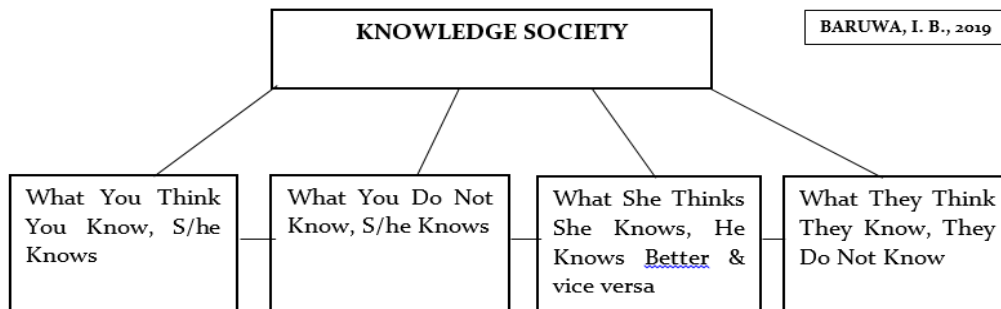 KNOWLEDGE SOCIETY
BARUWA, I. B., 2019
What You Think
You Know, S/he
Knows
What You Do Not
Know, S/he Knows
What She Thinks
She Knows, He
Knows Better &
vice versa
What They Think
They Know, They
Do Not Know